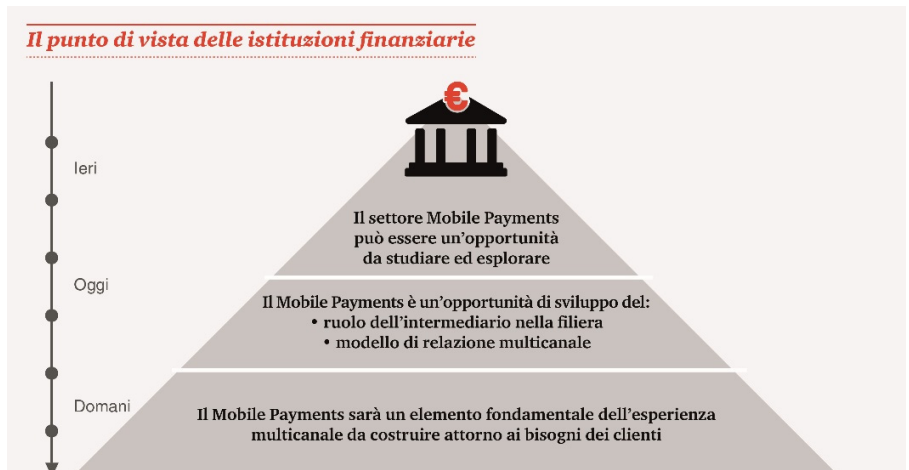 Il punto di vista delle istituzioni finanziarie
€
Ieri
Il settore Mobile Payments
può essere un'opportunità
da studiare ed esplorare
Oggi
Il Mobile Payments è un'opportunità di sviluppo del:
• ruolo dell'intermediario nella filiera
• modello di relazione multicanale
Domani
Il Mobile Payments sarà un elemento fondamentale dell'esperienza
multicanale da costruire attorno ai bisogni dei clienti